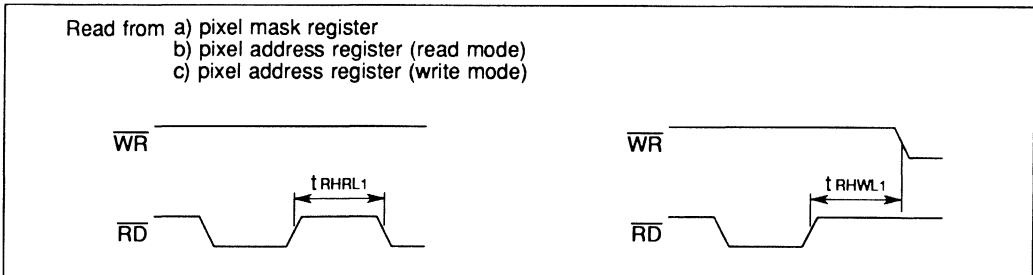 Read from a) pixel mask register
b) pixel address register (read mode)
c) pixel address register (write mode)
WR
WR
t RHRL1
t RHWL1
RD
RD